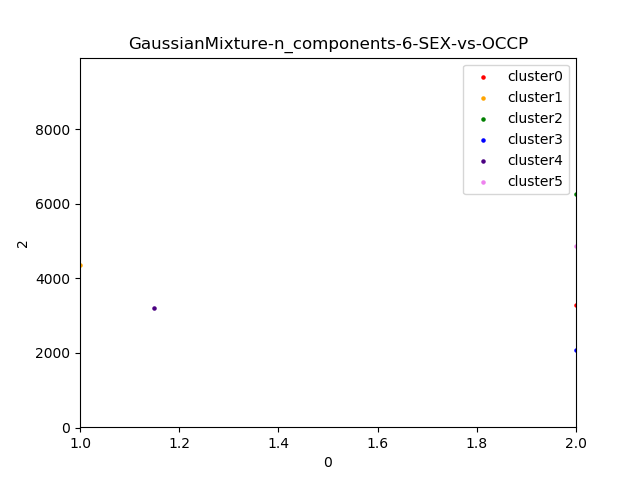 GaussianMixture-n_components-6-SEX-vs-OCCP
cluster0
cluster1
cluster2
cluster3
cluster4
cluster5
8000
6000
4000
2000
0
2
1.0 1.2 1.4 1.6 1.8 2.0
0